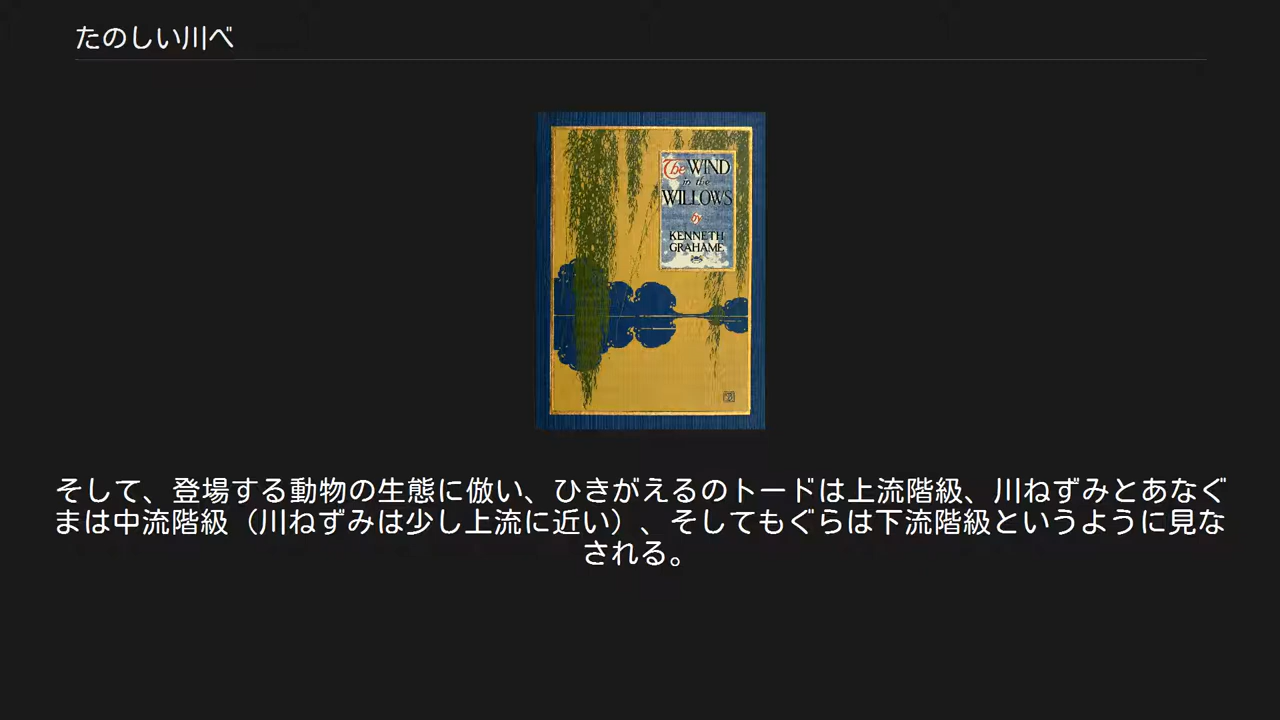 たのしい川べ
The WIND
in the
WILLOWS
by
KENNETH
GRAHAME
そして、登場する動物の生態に倣い、ひきがえるのトードは上流階級、川ねずみとあなぐ
まは中流階級（川ねずみは少し上流に近い）、そしてもぐらは下流階級というように見な
される。